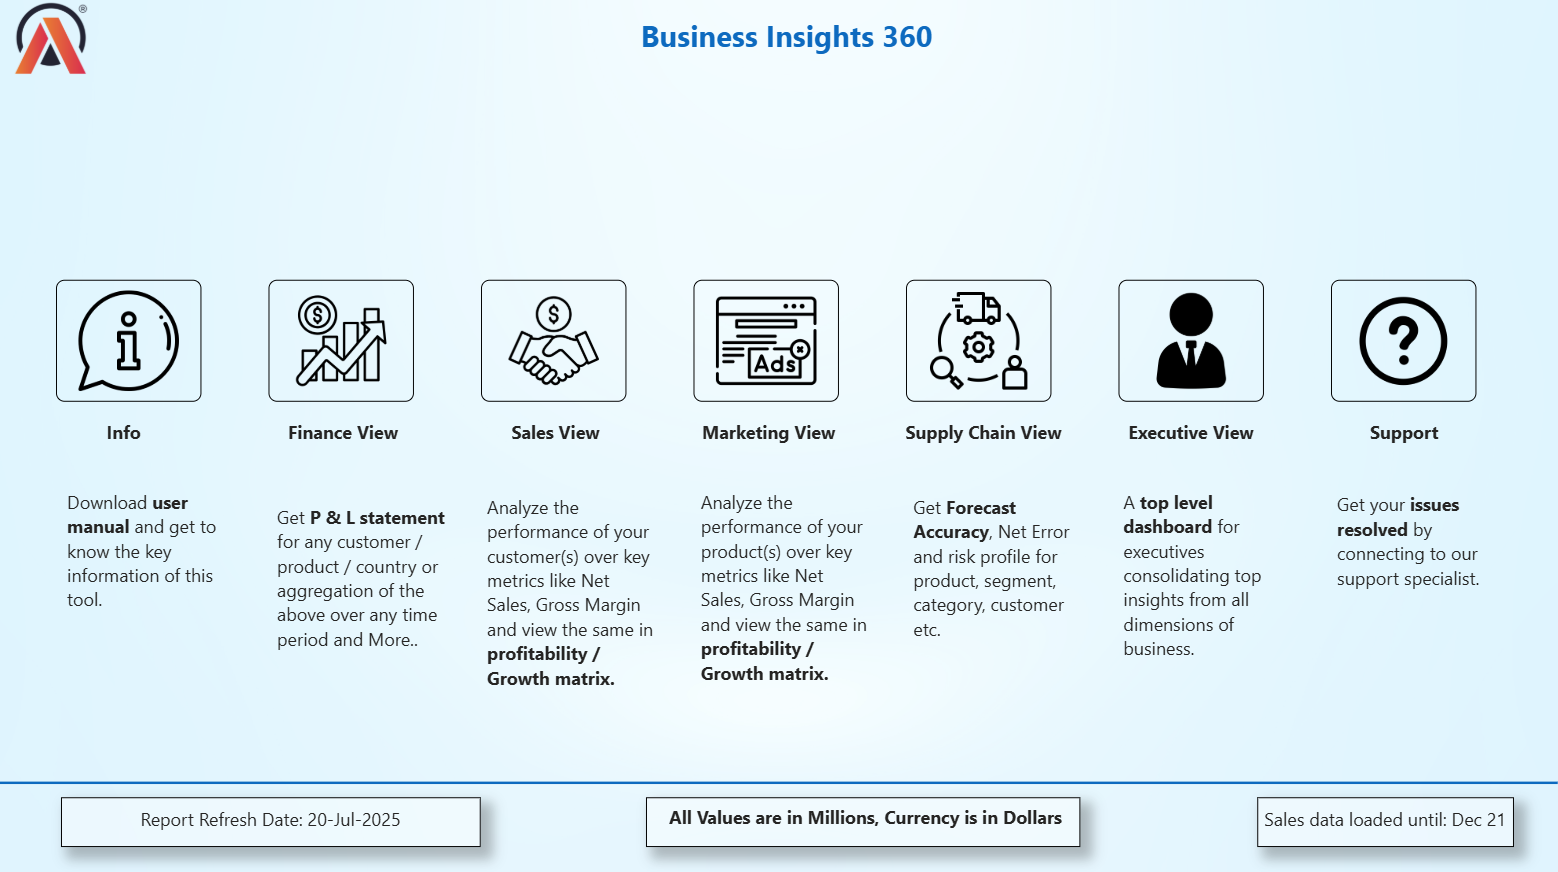 ®
Business Insights 360
$
$
Ads
Info
Finance View
Sales View
Marketing View
Supply Chain View
Executive View
Support
Download user
manual and get to
know the key
information of this
tool.
Get P & L statement
for any customer /
product / country or
aggregation of the
above over any time
period and More..
Analyze the
performance of your
customer(s) over key
metrics like Net
Sales, Gross Margin
and view the same in
profitability /
Growth matrix.
Analyze the
performance of your
product(s) over key
metrics like Net
Sales, Gross Margin
and view the same in
profitability /
Growth matrix.
Get Forecast
Accuracy, Net Error
and risk profile for
product, segment,
category, customer
etc.
A top level
dashboard for
executives
consolidating top
insights from all
dimensions of
business.
Get your issues
resolved by
connecting to our
support specialist.
Report Refresh Date: 20-Jul-2025
All Values are in Millions, Currency is in Dollars
Sales data loaded until: Dec 21